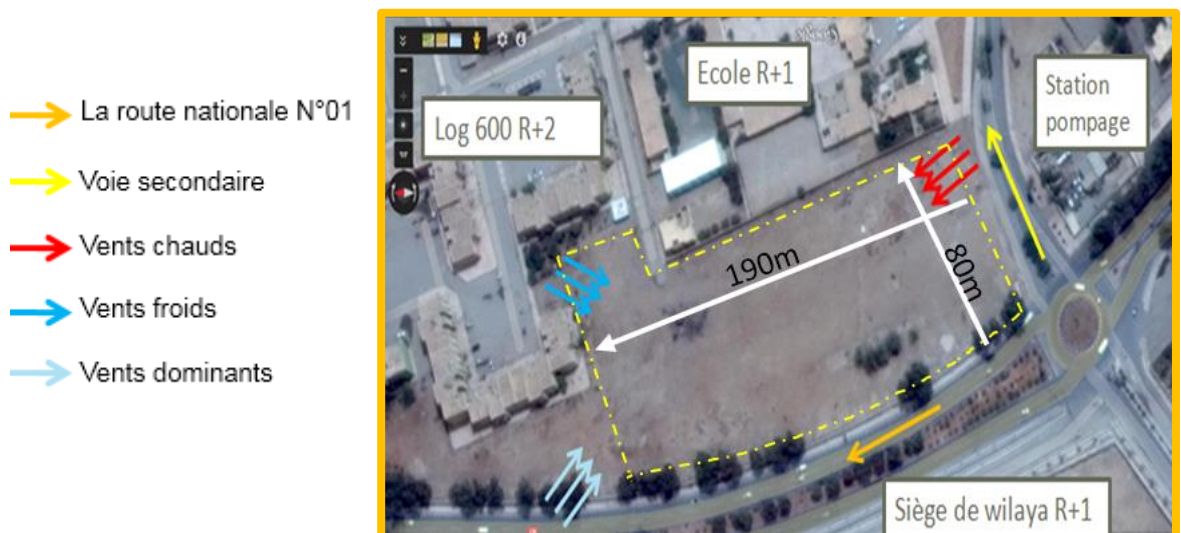 La route nationale N°01
Voie secondaire
Vents chauds
Vents froids
Vents dominants
Ecole R+1
Station
pompage
Log 600 R+2
190m
80m
Siège de wilaya R+1